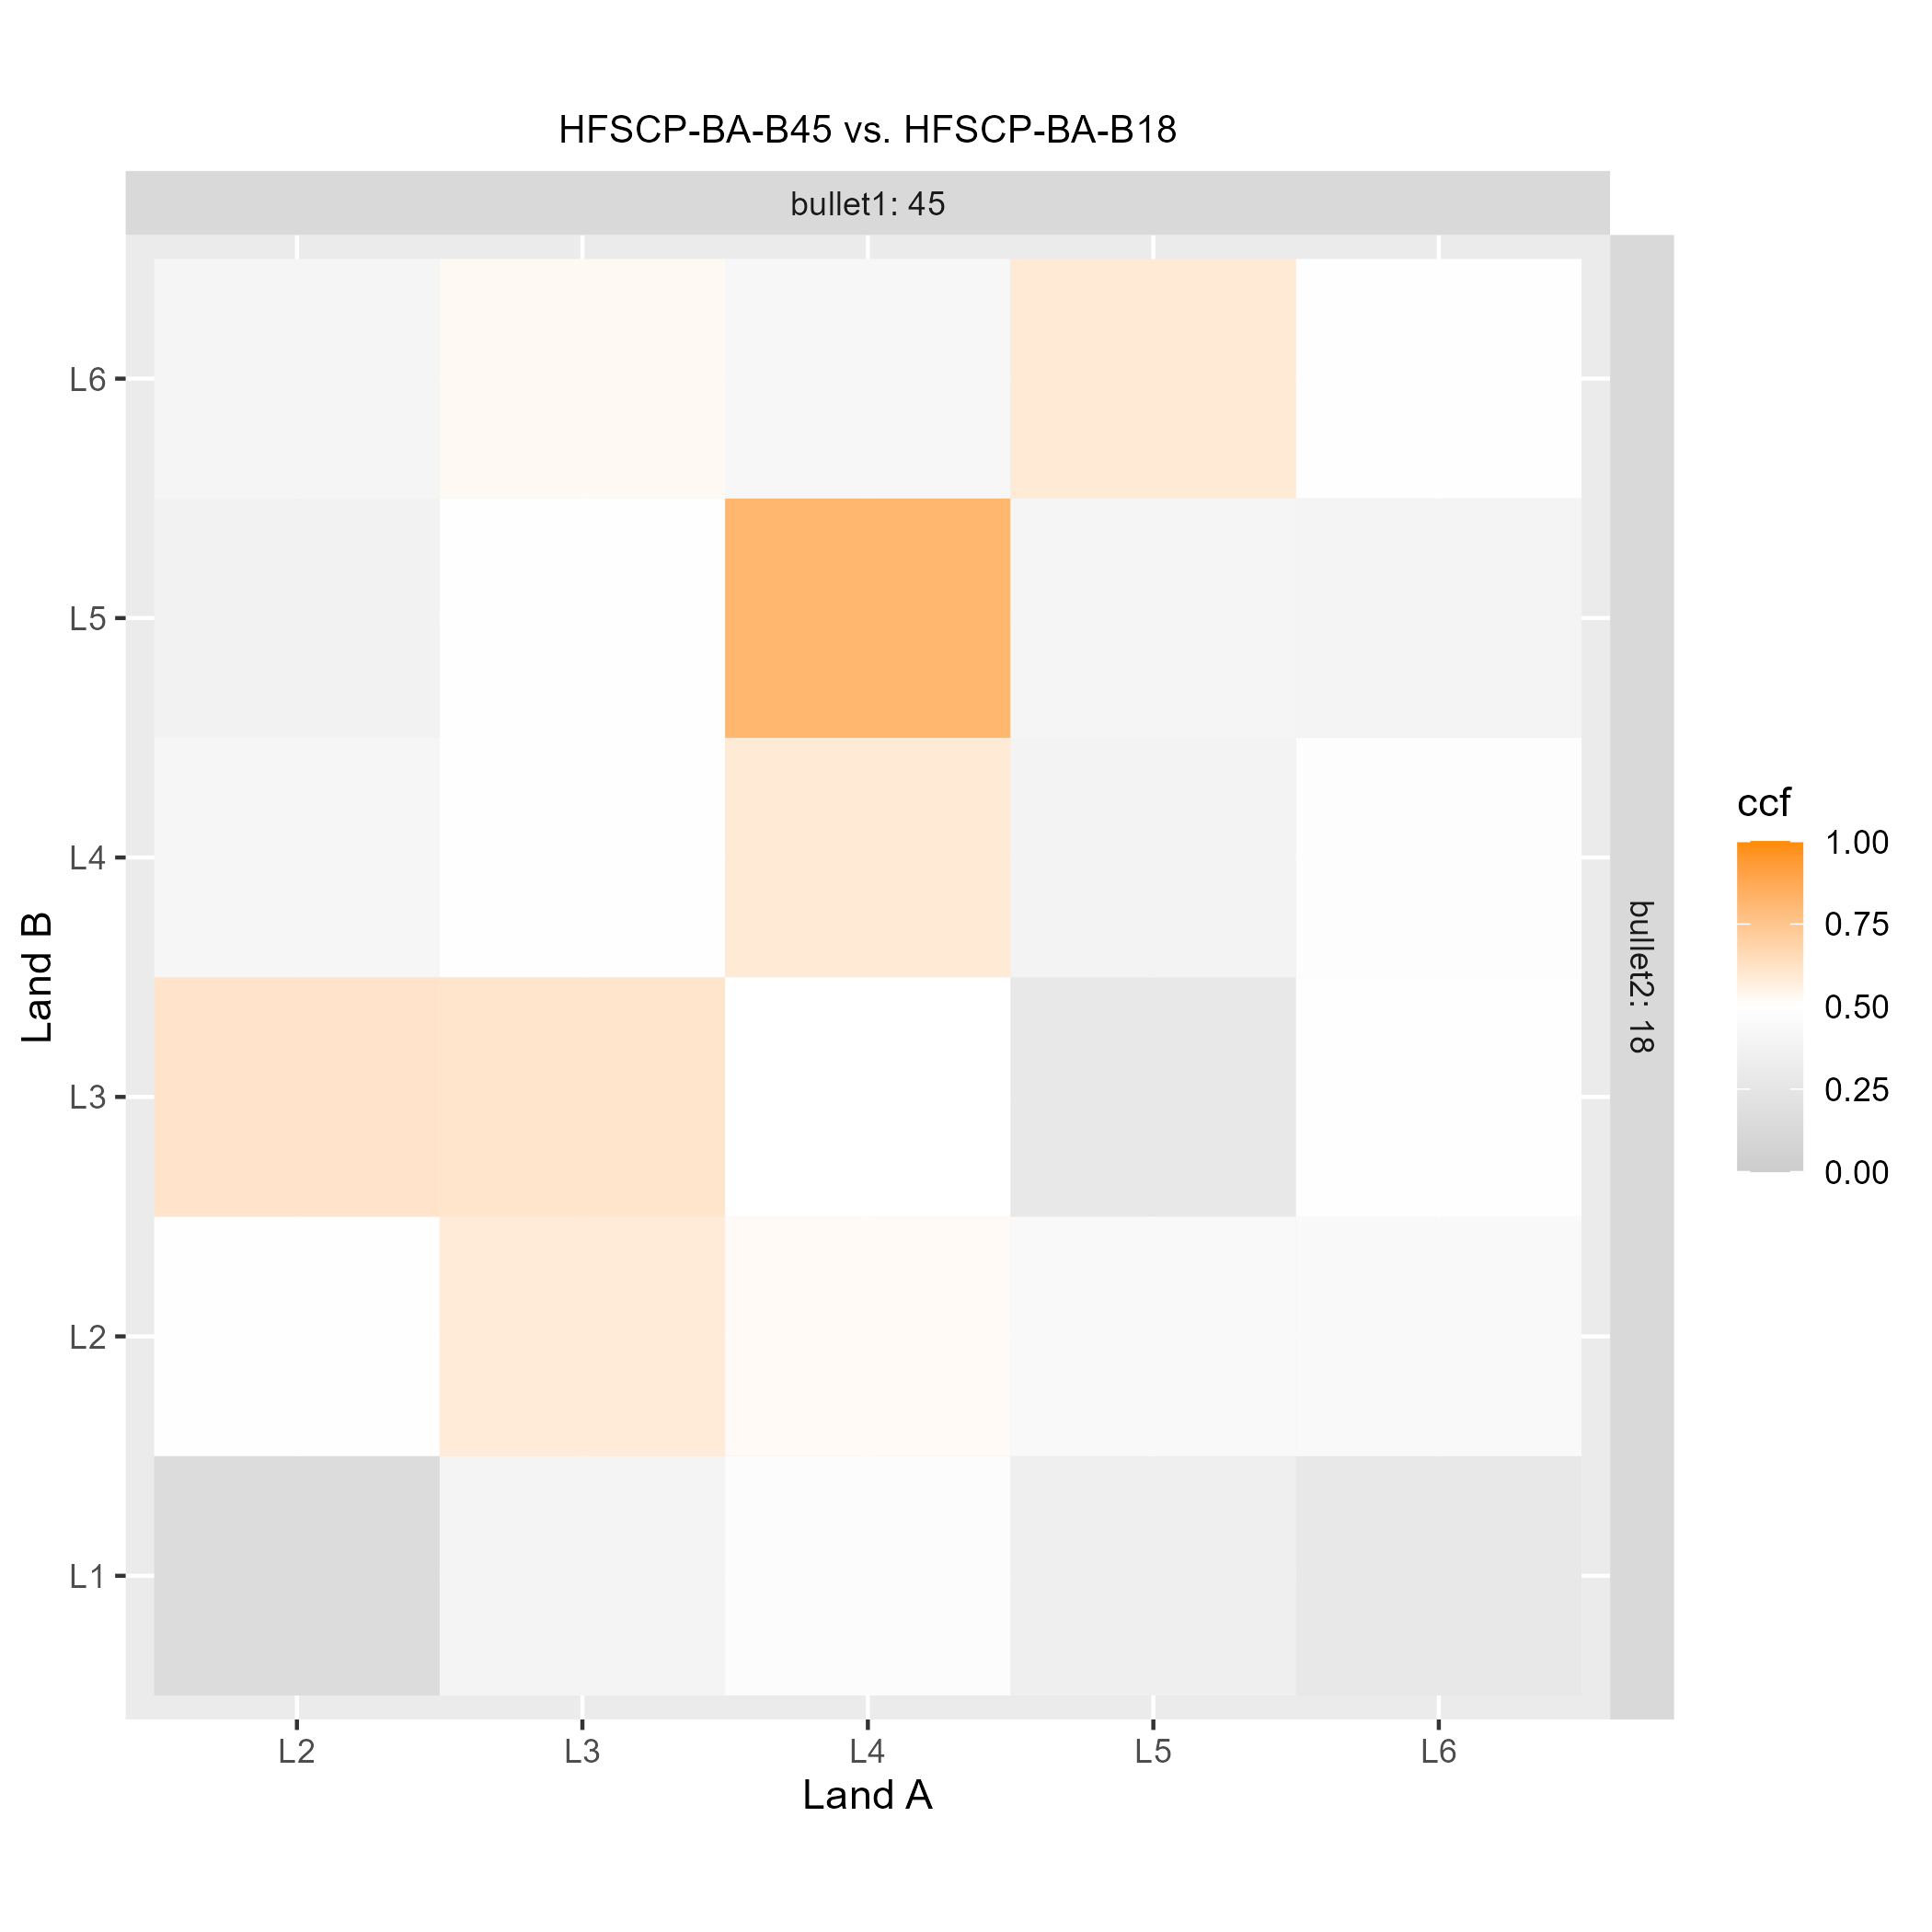 HFSCP-BA-B45 vs. HFSCP-BA-B18
bullet1: 45
L6
L5
L4
L3
L2
L1
Land B
bullet2: 18
L2 L3 L4 L5 L6
Land A
ccf
1.00
0.75
0.50
0.25
0.00